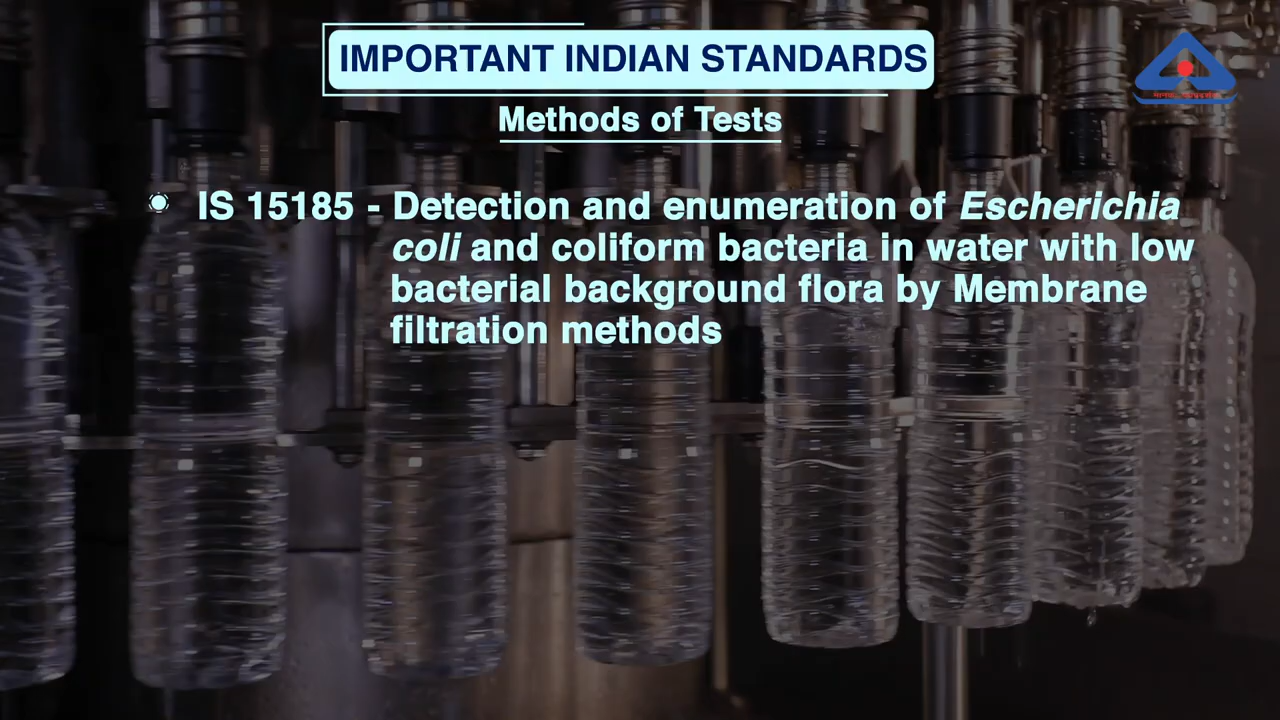 IMPORTANT INDIAN STANDARDS
Methods of Tests
IS 15185 - Detection and enumeration of Escherichia
coli and coliform bacteria in water with low
bacterial background flora by Membrane
filtration methods